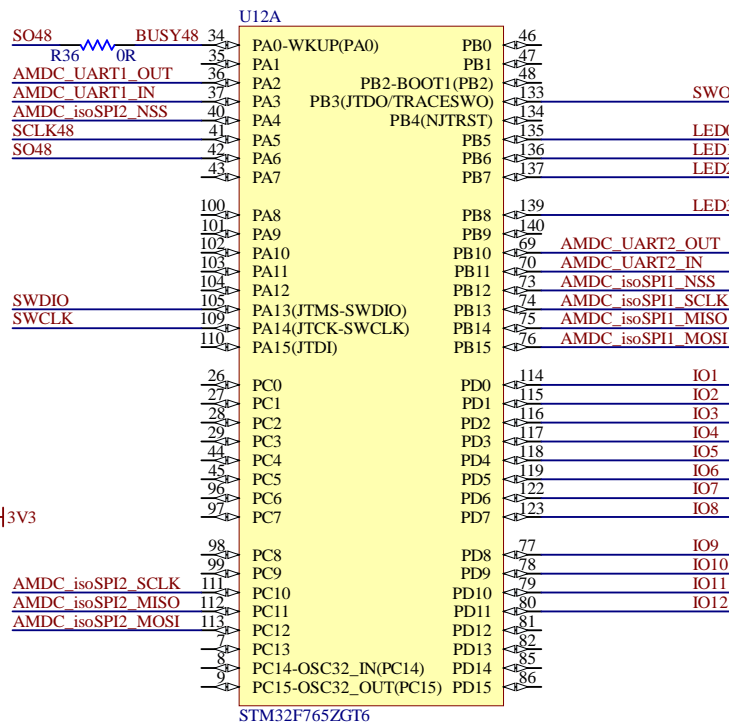 U12A
SO48 BUSY48 34 PA0-WKUP(PA0) PB0 46
R36 0R 35 PA1 PB1 47
AMDC_UART1_OUT 36 PA2 PB2-BOOT1(PB2) 48
AMDC_UART1_IN 37 PA3 PB3(JTDO/TRACESWO) 133 SWO
AMDC_isoSPI2_NSS 40 PA4 PB4(NJTRST) 134
SCLK48 41 PA5 PB5 135 LED0
SO48 42 PA6 PB6 136 LED1
43 PA7 PB7 137 LED2
100 PA8 PB8 139 LED3
101 PA9 PB9 140
102 PA10 PB10 69 AMDC_UART2_OUT
103 PA11 PB11 70 AMDC_UART2_IN
104 PA12 PB12 73 AMDC_isoSPI1_NSS
SWDIO 105 PA13(JTMS-SWDIO) PB13 74 AMDC_isoSPI1_SCLK
SWCLK 109 PA14(JTCK-SWCLK) PB14 75 AMDC_isoSPI1_MISO
110 PA15(JTDI) PB15 76 AMDC_isoSPI1_MOSI
26 PC0 PD0 114 IO1
27 PC1 PD1 115 IO2
28 PC2 PD2 116 IO3
29 PC3 PD3 117 IO4
44 PC4 PD4 118 IO5
45 PC5 PD5 119 IO6
96 PC6 PD6 122 IO7
3V3 97 PC7 PD7 123 IO8
98 PC8 PD8 77 IO9
99 PC9 PD9 78 IO10
AMDC_isoSPI2_SCLK 111 PC10 PD10 79 IO11
AMDC_isoSPI2_MISO 112 PC11 PD11 80 IO12
AMDC_isoSPI2_MOSI 113 PC12 PD12 81
7 PC13 PD13 82
8 PC14-OSC32_IN(PC14) PD14 85
9 PC15-OSC32_OUT(PC15) PD15 86
STM32F765ZGT6